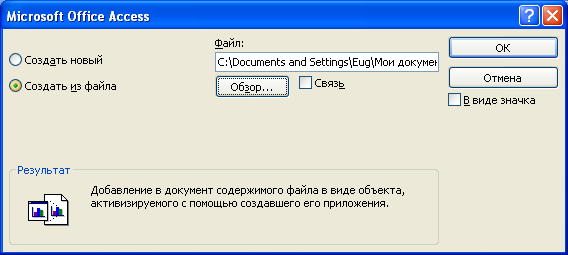 Microsoft Office Access
Создать новый
Создать из файла
Файл:
C:\Documents and Settings\Eug\Мои докумен
Обзор...
Связь
ОК
Отмена
В виде значка
Результат
Добавление в документ содержимого файла в виде объекта,
активизируемого с помощью создавшего его приложения.